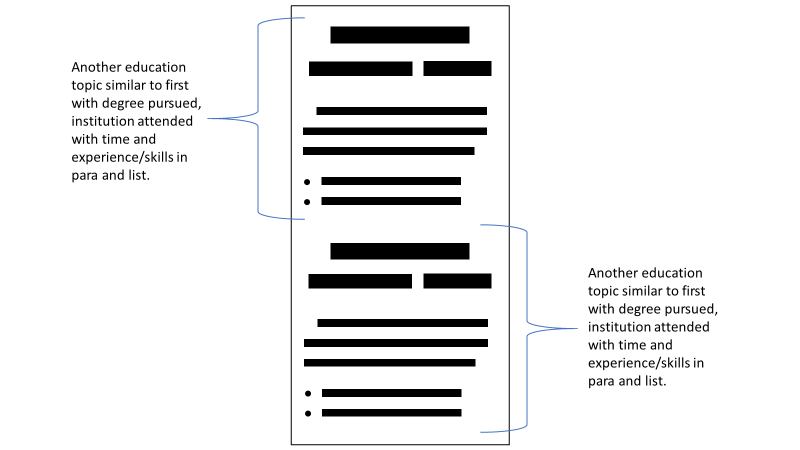 Another education
topic similar to first
with degree pursued,
institution attended
with time and
experience/skills in
para and list.
Another education
topic similar to first
with degree pursued,
institution attended
with time and
experience/skills in
para and list.